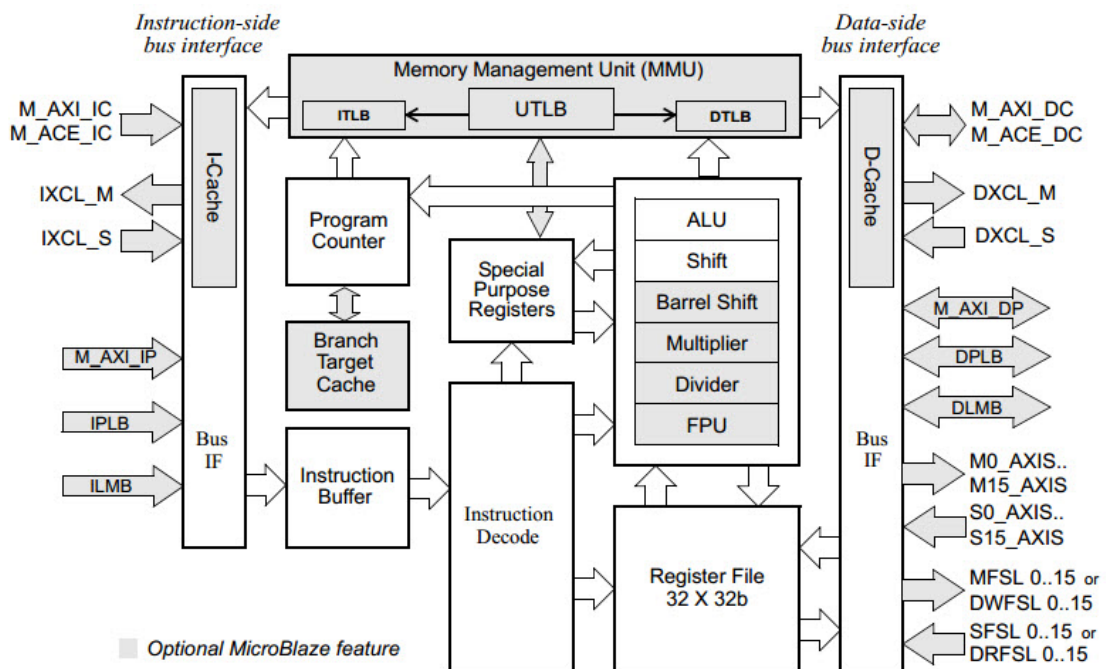 Instruction-side
bus interface
Data-side
bus interface
Memory Management Unit (MMU)
ITLB
UTLB
DTLB
M_AXI_IC
M_ACE_IC
IXCL_M
IXCL_S
I-Cache
M_AXI_IP
IPLB
ILMB
Bus
IF
Program
Counter
Branch
Target
Cache
Instruction
Buffer
Special
Purpose
Registers
Instruction
Decode
ALU
Shift
Barrel Shift
Multiplier
Divider
FPU
Register File
32 X 32b
D-Cache
Bus
IF
M_AXI_DC
M_ACE_DC
DXCL_M
DXCL_S
M_AXI_DP
DPLB
DLMB
M0_AXIS..
M15_AXIS
S0_AXIS..
S15_AXIS
MFSL 0..15 or
DWFSL 0..15
SFSL 0..15 or
DRFSL 0..15
Optional MicroBlaze feature